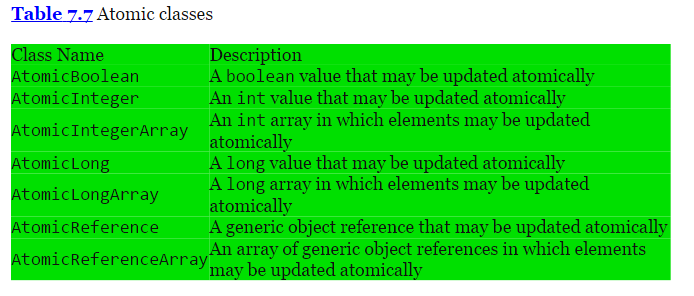 Table 7.7 Atomic classes
Class Name Description
AtomicBoolean A boolean value that may be updated atomically
AtomicInteger An int value that may be updated atomically
AtomicIntegerArray An int array in which elements may be updated
atomically
AtomicLong A long value that may be updated atomically
AtomicLongArray A long array in which elements may be updated
atomically
AtomicReference A generic object reference that may be updated atomically
AtomicReferenceArray An array of generic object references in which elements
may be updated atomically